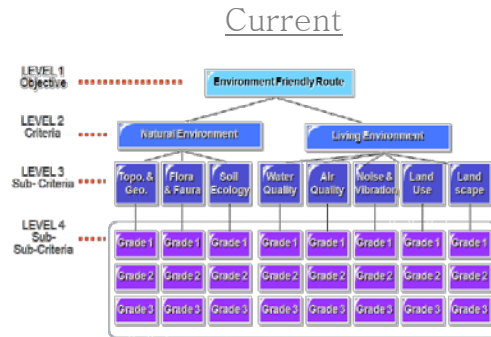 Current
LEVEL 1
Objective
Environment Friendly Route
LEVEL 2
Criteria
Natural Environment
Living Environment
LEVEL 3
Sub- Criteria
Topo, &
Geo.
Flora
& Faura
Soil
Ecology
Water
Quality
Air
Quality
Noise &
Vibration
Land
Use
Land
scape
LEVEL 4
Sub-
Sub-Criteria
Grade 1 Grade 1 Grade 1 Grade 1 Grade 1 Grade 1 Grade 1 Grade 1
Grade 2 Grade 2 Grade 2 Grade 2 Grade 2 Grade 2 Grade 2 Grade 2
Grade 3 Grade 3 Grade 3 Grade 3 Grade 3 Grade 3 Grade 3 Grade 3